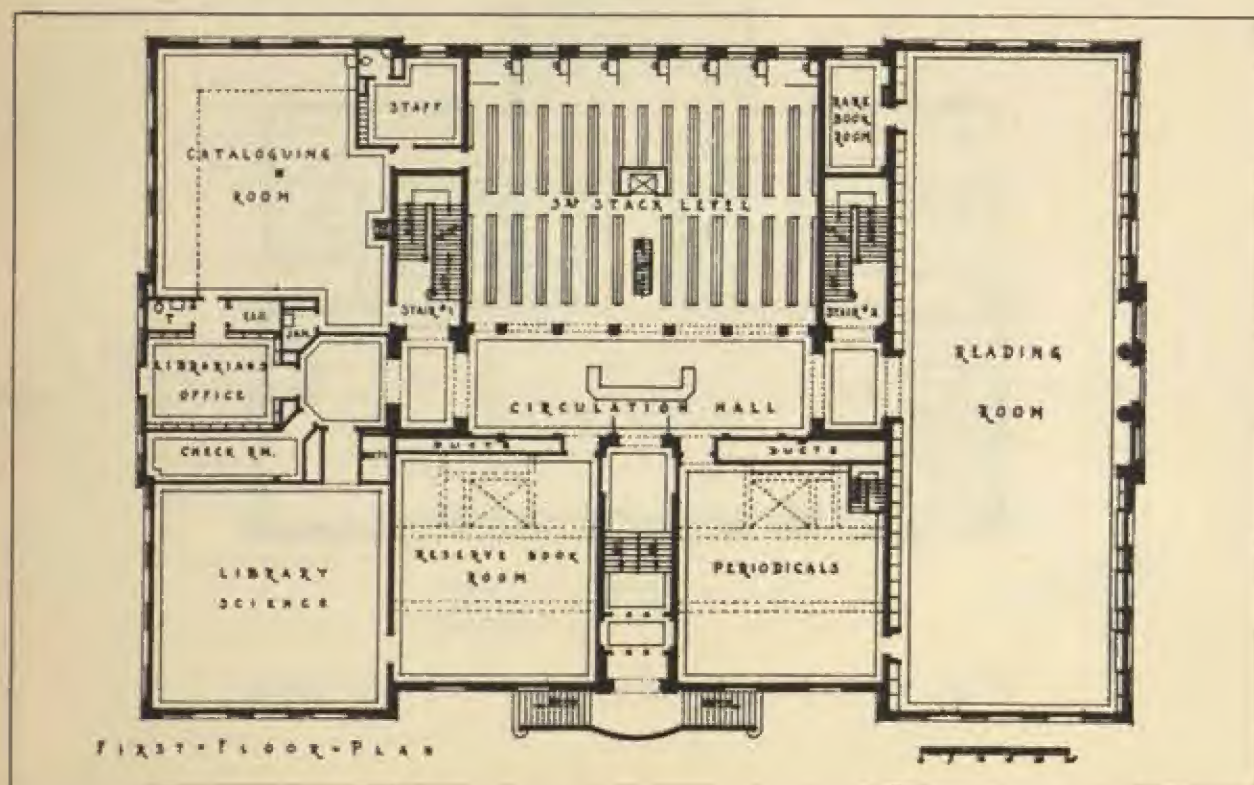 STAFF
RARE
BOOK
ROOM
CATALOGUING
ROOM
3RD STACK LEVEL
STAIR #1
STAIR #2
T
JAN.
LIBRARIANS
OFFICE
READING
ROOM
CIRCULATION HALL
CHECK RM.
DUCTS
DUCTS
RESERVE BOOK
ROOM
PERIODICALS
LIBRARY
SCIENCE
FIRST-FLOOR-PLAN